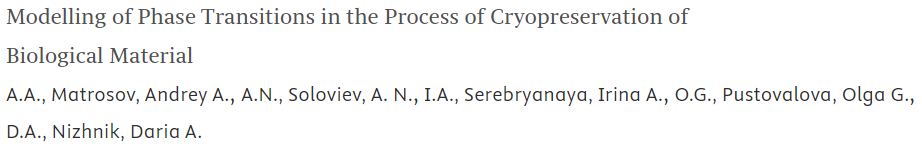 Modelling of Phase Transitions in the Process of Cryopreservation of
Biological Material
A.A., Matrosov, Andrey A., A.N., Soloviev, A. N., I.A., Serebryanaya, Irina A., O.G., Pustovalova, Olga G.,
D.A., Nizhnik, Daria A.